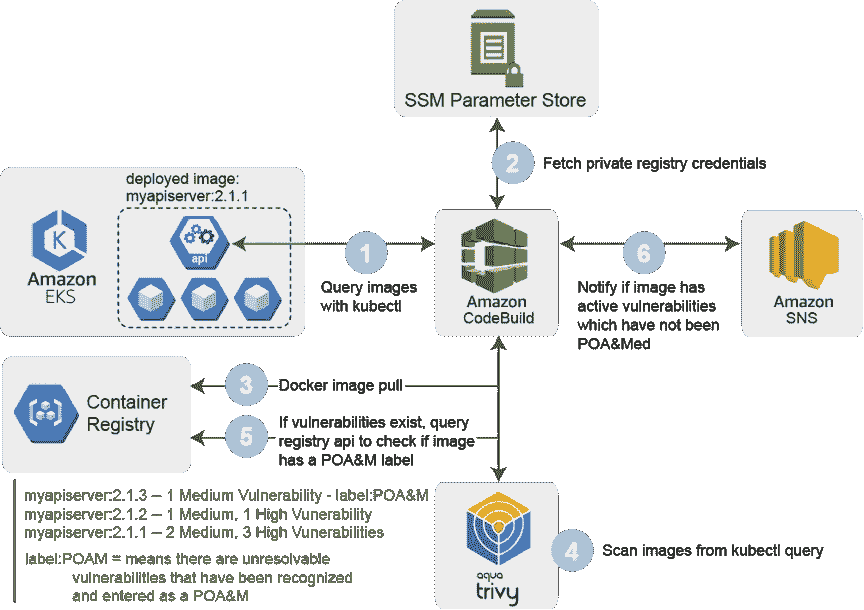 SSM Parameter Store
2
Fetch private registry credentials
deployed image:
myapiserver:2.1.1
K
Amazon
EKS
api
1
Query images
with kubectl
Amazon
CodeBuild
6
Notify if image has
active vulnerabilities
which have not been
POA&Med
Amazon
SNS
Container
Registry
3
Docker image pull
5
If vulnerabilities exist, query
registry api to check if image
has a POA&M label
myapiserver:2.1.3 – 1 Medium Vulnerability - label:POA&M
myapiserver:2.1.2 – 1 Medium, 1 High Vunerability
myapiserver:2.1.1 – 2 Medium, 3 High Vunerabilities
label:POAM = means there are unresolvable
vulnerabilities that have been recognized
and entered as a POA&M
aqua
trivy
4
Scan images from kubectl query